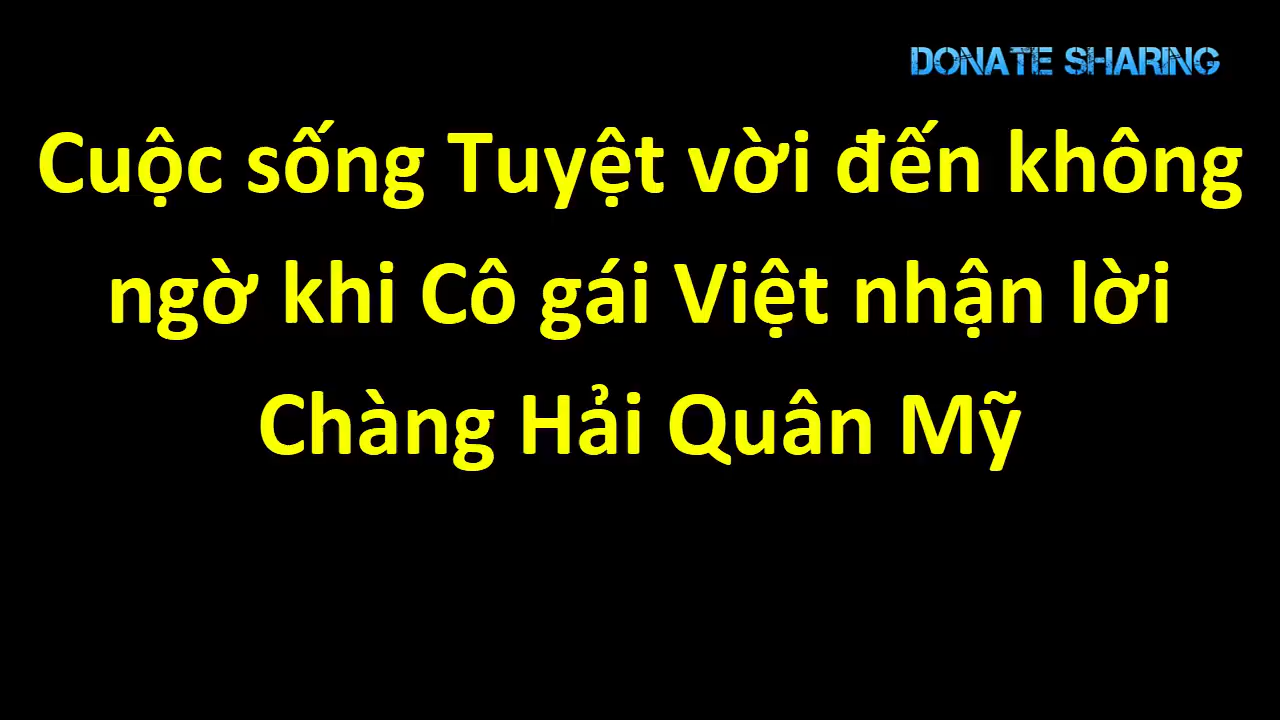 DONATE SHARING
Cuộc sống Tuyệt vời đến không
ngờ khi Cô gái Việt nhận lời
Chàng Hải Quân Mỹ